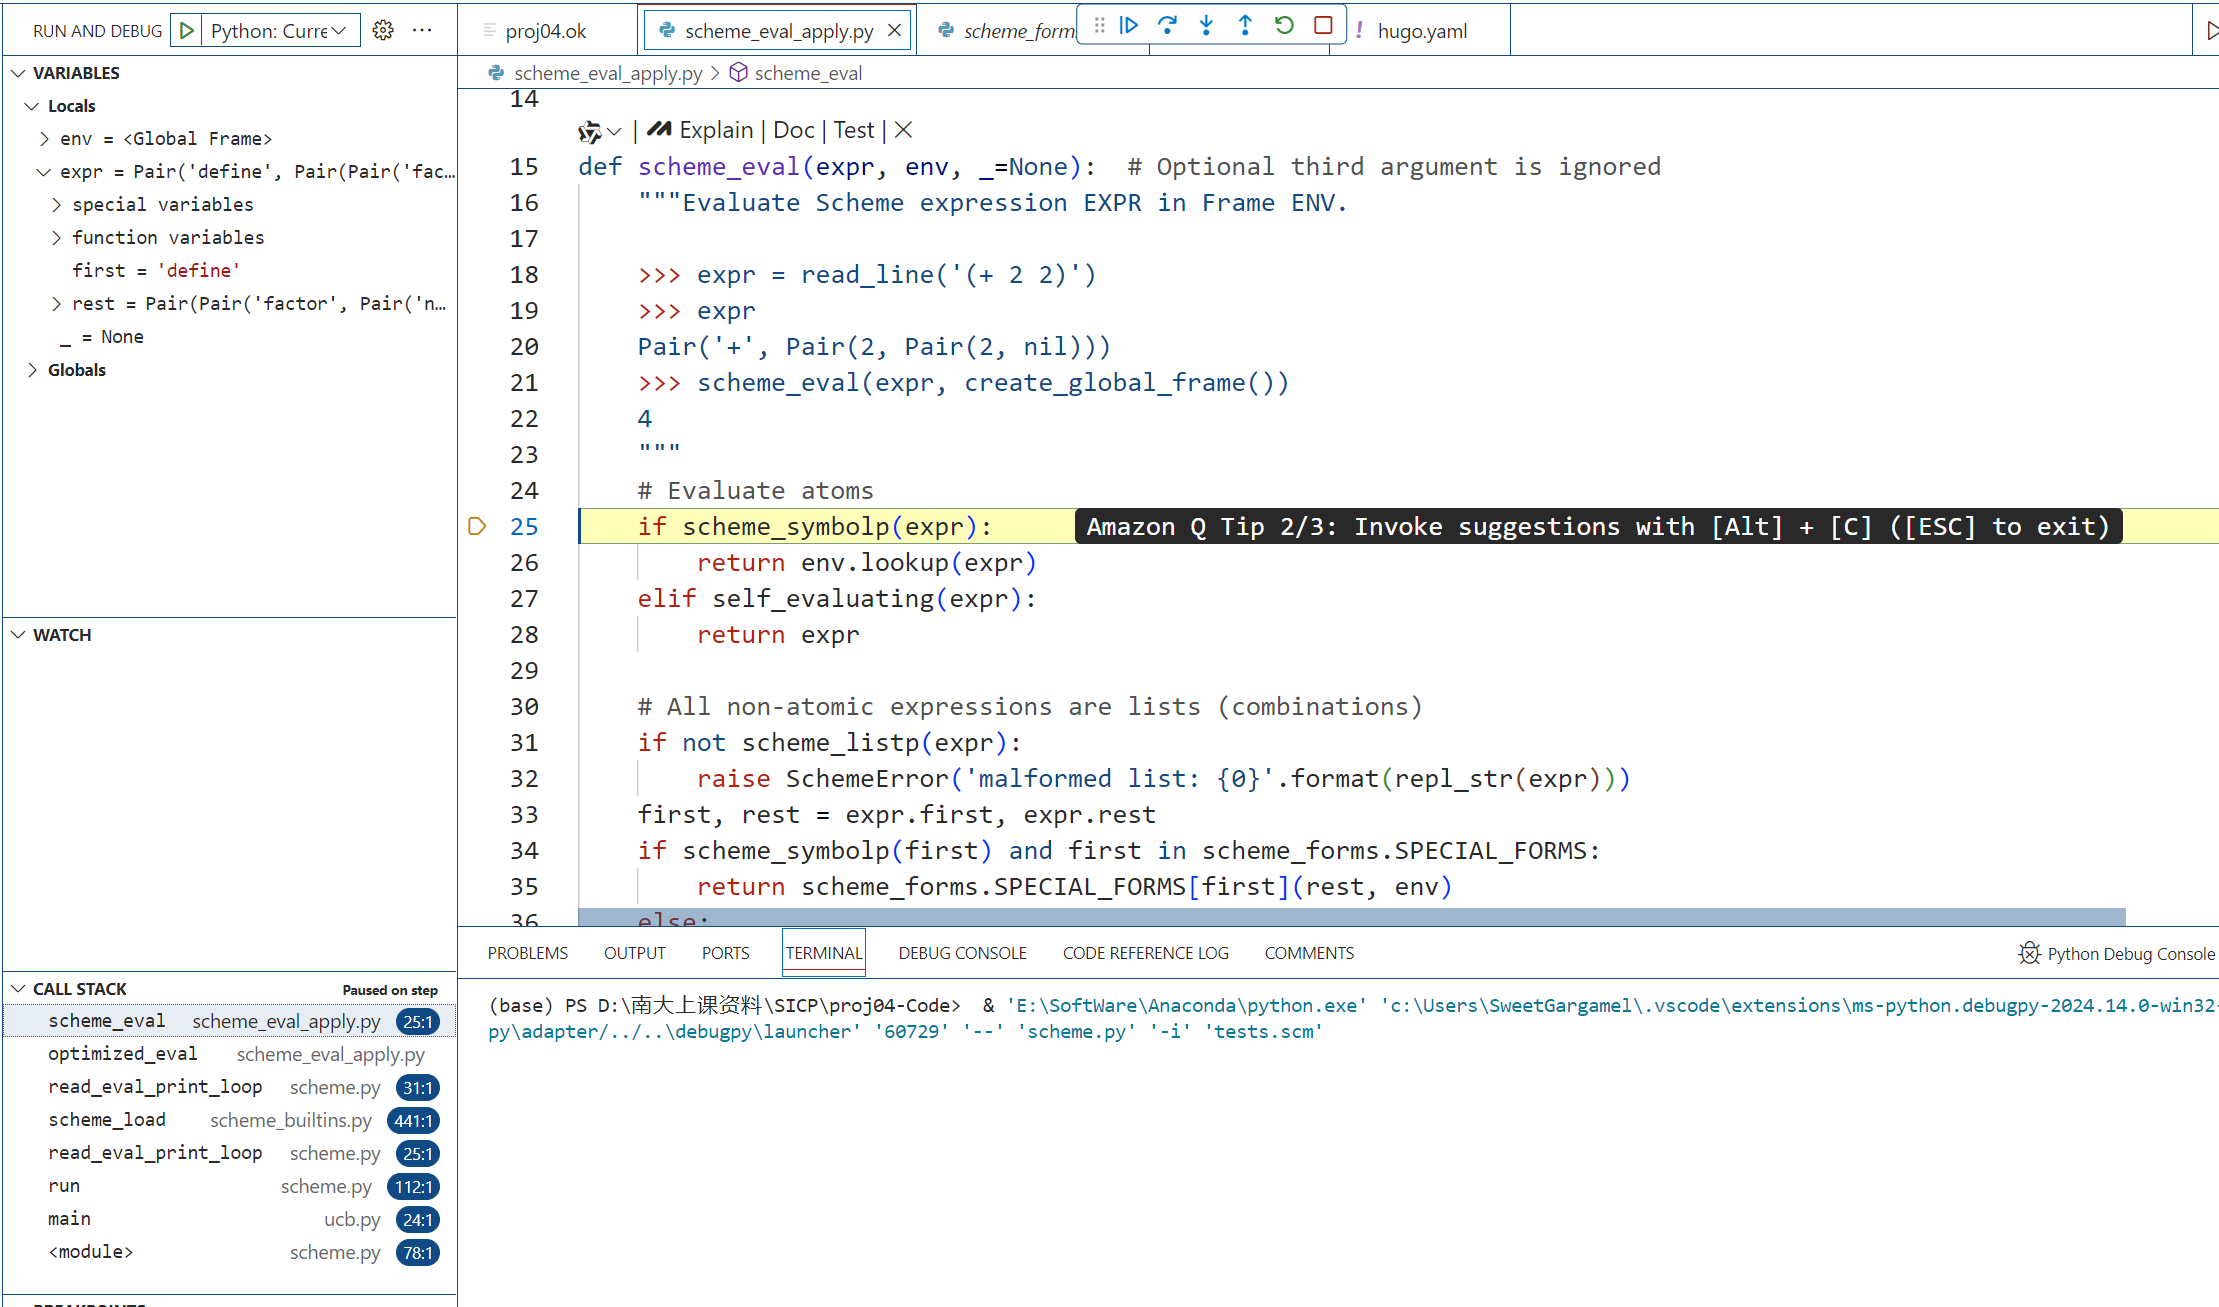 RUN AND DEBUG
Python: Curre
proj04.ok
scheme_eval_apply.py
scheme_form
hugo.yaml
VARIABLES
Locals
env = <Global Frame>
expr = Pair('define', Pair(Pair('fac...
special variables
function variables
first = 'define'
rest = Pair(Pair('factor', Pair('n...
_ = None
Globals
WATCH
CALL STACK
Paused on step
scheme_eval scheme_eval_apply.py 25:1
optimized_eval scheme_eval_apply.py
read_eval_print_loop scheme.py 31:1
scheme_load scheme_builtins.py 441:1
read_eval_print_loop scheme.py 25:1
run scheme.py 112:1
main ucb.py 24:1
<module> scheme.py 78:1
BREAKPOINTS
scheme_eval_apply.py > scheme_eval
14
| Explain | Doc | Test |
15 def scheme_eval(expr, env, _=None):  # Optional third argument is ignored
16 """Evaluate Scheme expression EXPR in Frame ENV.
17
18 >>> expr = read_line('(+ 2 2)')
19 >>> expr
20 Pair('+', Pair(2, Pair(2, nil)))
21 >>> scheme_eval(expr, create_global_frame())
22 4
23 """
24 # Evaluate atoms
25 if scheme_symbolp(expr): Amazon Q Tip 2/3: Invoke suggestions with [Alt] + [C] ([ESC] to exit)
26 return env.lookup(expr)
27 elif self_evaluating(expr):
28 return expr
29
30 # All non-atomic expressions are lists (combinations)
31 if not scheme_listp(expr):
32 raise SchemeError('malformed list: {0}'.format(repl_str(expr)))
33 first, rest = expr.first, expr.rest
34 if scheme_symbolp(first) and first in scheme_forms.SPECIAL_FORMS:
35 return scheme_forms.SPECIAL_FORMS[first](rest, env)
36 else:
PROBLEMS OUTPUT PORTS TERMINAL DEBUG CONSOLE CODE REFERENCE LOG COMMENTS
Python Debug Console
(base) PS D:\南大上课资料\SICP\proj04-Code>  & 'E:\SoftWare\Anaconda\python.exe' 'c:\Users\SweetGargamel\.vscode\extensions\ms-python.debugpy-2024.14.0-win32-
py\adapter/../..\debugpy\launcher' '60729' '--' 'scheme.py' '-i' 'tests.scm'